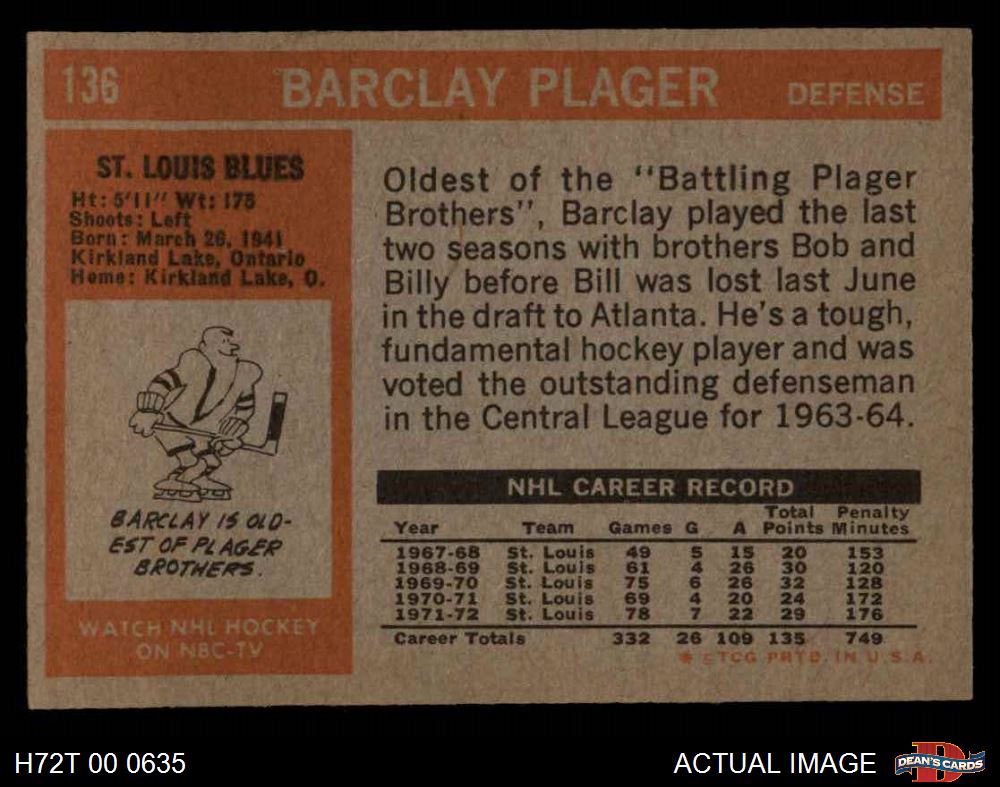 136 BARCLAY PLAGER DEFENSE
ST. LOUIS BLUES
Ht: 5'11" Wt: 175
Shoots: Left
Born: March 26, 1941
Kirkland Lake, Ontario
Home: Kirkland Lake, O.
BARCLAY IS OLD-
EST OF PLAGER
BROTHERS.
WATCH NHL HOCKEY
ON NBC-TV
Oldest of the "Battling Plager
Brothers", Barclay played the last
two seasons with brothers Bob and
Billy before Bill was lost last June
in the draft to Atlanta. He's a tough,
fundamental hockey player and was
voted the outstanding defenseman
in the Central League for 1963-64.
NHL CAREER RECORD
Year Team Games G A Total Points Penalty Minutes
1967-68 St. Louis 49 5 15 20 153
1968-69 St. Louis 61 4 26 30 120
1969-70 St. Louis 75 6 26 32 128
1970-71 St. Louis 69 4 20 24 172
1971-72 St. Louis 78 7 22 29 176
Career Totals 332 26 109 135 749
* ©TCG PRTD. IN U.S.A.
H72T 00 0635
ACTUAL IMAGE
DEAN'S CARDS